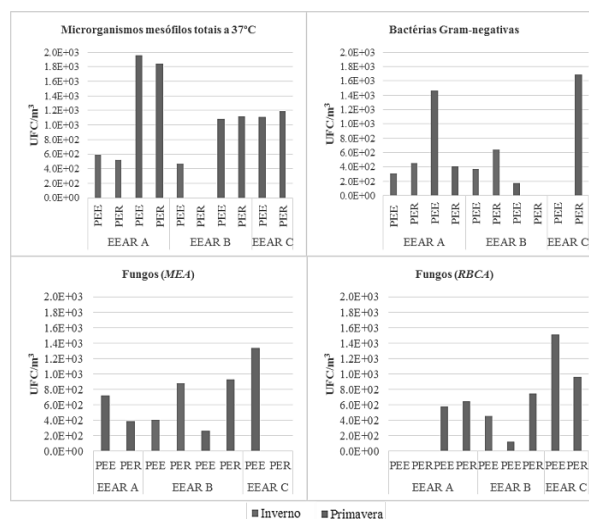 Microrganismos mesófilos totais a 37°C
UFC/m³
2.0E+03
1.8E+03
1.6E+03
1.4E+03
1.2E+03
1.0E+03
8.0E+02
6.0E+02
4.0E+02
2.0E+02
0.0E+00
PEE PER PEE PER PEE PER PEE PER PEE PER
EEAR A EEAR B EEAR C
Bactérias Gram-negativas
UFC/m³
2.0E+03
1.8E+03
1.6E+03
1.4E+03
1.2E+03
1.0E+03
8.0E+02
6.0E+02
4.0E+02
2.0E+02
0.0E+00
PEE PER PEE PER PEE PER PEE PER PEE PER
EEAR A EEAR B EEAR C
Fungos (MEA)
UFC/m³
2.0E+03
1.8E+03
1.6E+03
1.4E+03
1.2E+03
1.0E+03
8.0E+02
6.0E+02
4.0E+02
2.0E+02
0.0E+00
PEE PER PEE PER PEE PER PEE PER
EEAR A EEAR B EEAR C
Fungos (RBCA)
UFC/m³
2.0E+03
1.8E+03
1.6E+03
1.4E+03
1.2E+03
1.0E+03
8.0E+02
6.0E+02
4.0E+02
2.0E+02
0.0E+00
PEE PER PEE PER PEE PER PER PEE PER
EEAR A EEAR B EEAR C
Inverno Primavera